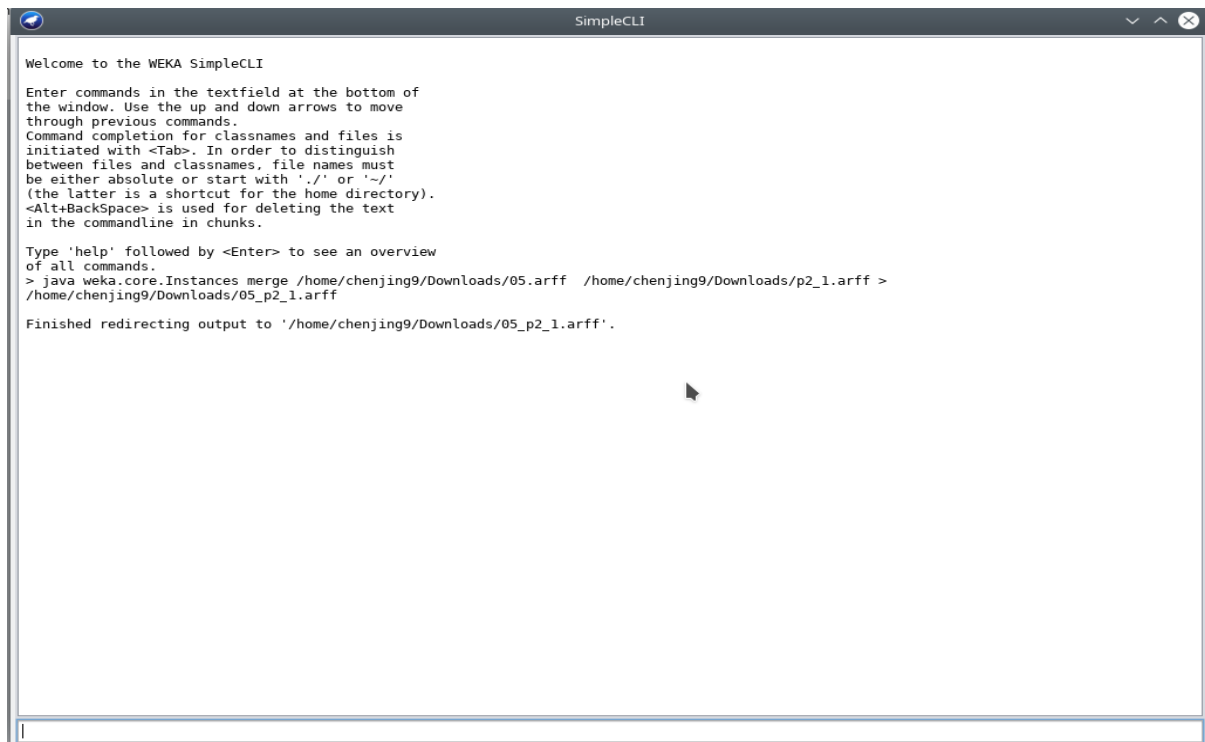 SimpleCLI
Welcome to the WEKA SimpleCLI
Enter commands in the textfield at the bottom of
the window. Use the up and down arrows to move
through previous commands.
Command completion for classnames and files is
initiated with <Tab>. In order to distinguish
between files and classnames, file names must
be either absolute or start with './' or '~/'
(the latter is a shortcut for the home directory).
<Alt+BackSpace> is used for deleting the text
in the commandline in chunks.
Type 'help' followed by <Enter> to see an overview
of all commands.
> java weka.core.Instances merge /home/chenjing9/Downloads/05.arff  /home/chenjing9/Downloads/p2_1.arff >
/home/chenjing9/Downloads/05_p2_1.arff
Finished redirecting output to '/home/chenjing9/Downloads/05_p2_1.arff'.